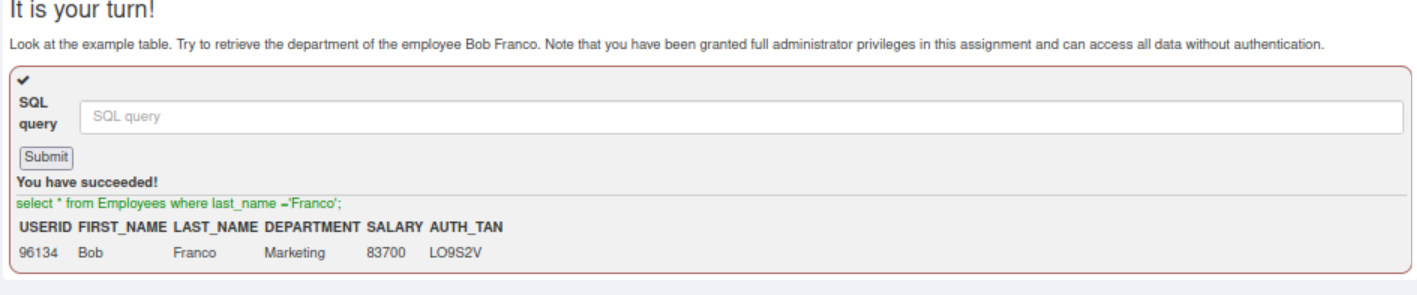 It is your turn!
Look at the example table. Try to retrieve the department of the employee Bob Franco. Note that you have been granted full administrator privileges in this assignment and can access all data without authentication.
✔
SQL
query
SQL query
Submit
You have succeeded!
select * from Employees where last_name ='Franco';
USERID FIRST_NAME LAST_NAME DEPARTMENT SALARY AUTH_TAN
96134 Bob Franco Marketing 83700 LO9S2V